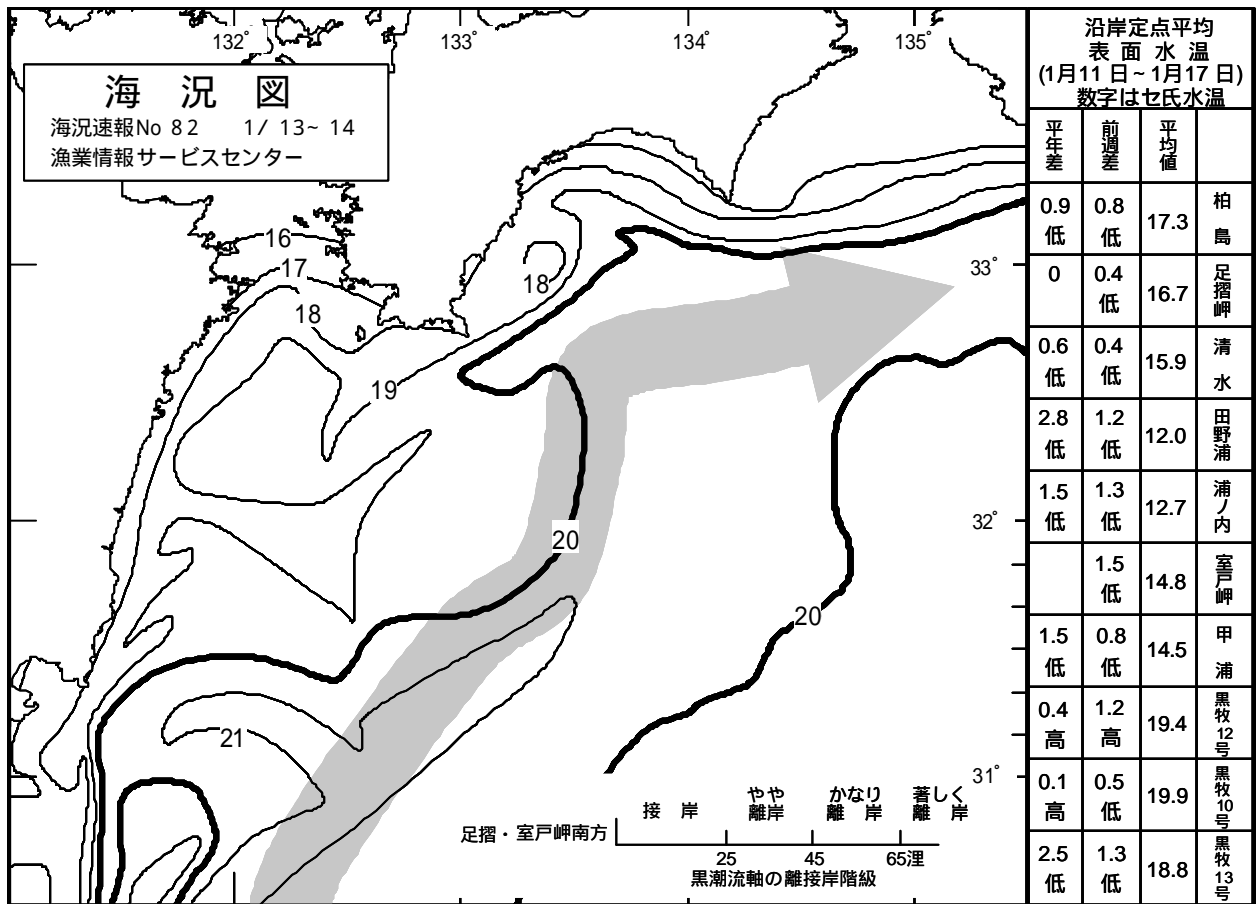 132° 133° 134° 135°
海 況 図
海況速報No 82 1/ 13~ 14
漁業情報サービスセンター
16
17
18
18
19
20
20
21
33°
32°
31°
接 岸 やや離岸 かなり離 岸 著しく離 岸
足摺・室戸岬南方
25 45 65浬
黒潮流軸の離接岸階級
沿岸定点平均
表 面 水 温
(1月11 日~1月17 日)
数字はセ氏水温
平年差 前週差 平均値
0.9低 0.8低 17.3 柏島
0 0.4低 16.7 足摺岬
0.6低 0.4低 15.9 清水
2.8低 1.2低 12.0 田野浦
1.5低 1.3低 12.7 浦ノ内
1.5低 14.8 室戸岬
1.5低 0.8低 14.5 甲浦
0.4高 1.2高 19.4 黒牧12号
0.1高 0.5低 19.9 黒牧10号
2.5低 1.3低 18.8 黒牧13号